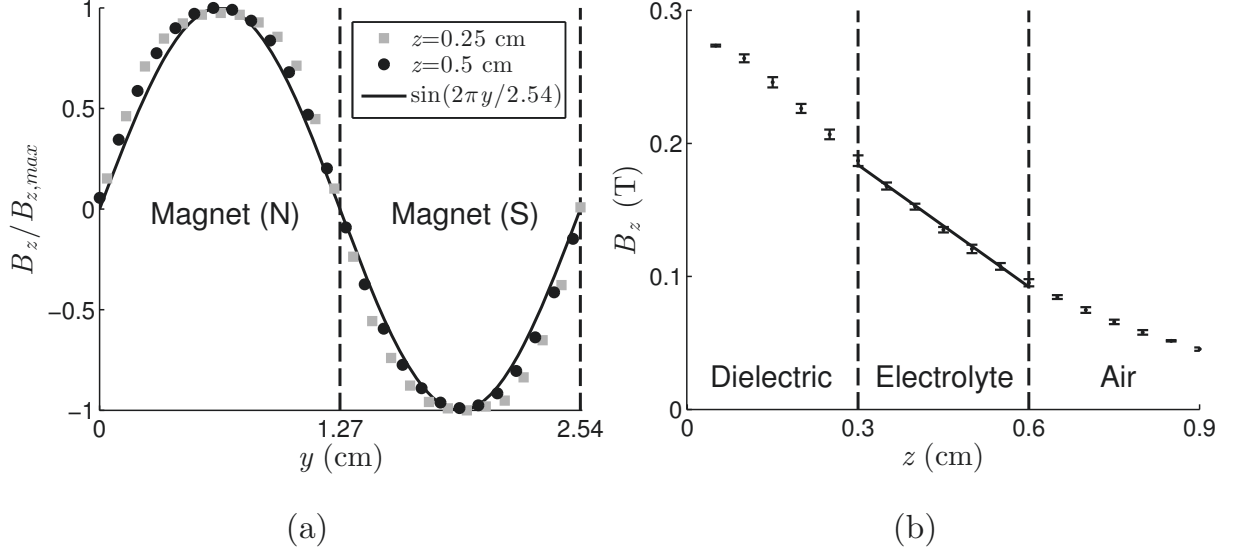 1
0.5
0
−0.5
−1
B_z/B_{z,max}
z=0.25 cm
z=0.5 cm
sin(2πy/2.54)
Magnet (N)
Magnet (S)
0
1.27
2.54
y (cm)
(a)
0.3
0.2
0.1
0
B_z (T)
Dielectric
Electrolyte
Air
0
0.3
0.6
0.9
z (cm)
(b)